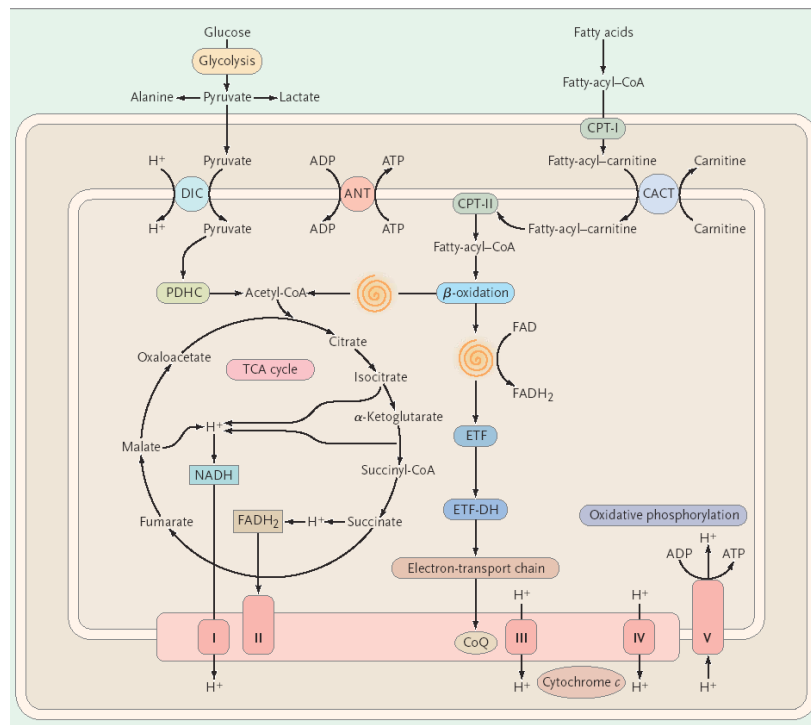 Glucose
Fatty acids
Glycolysis
Fatty-acyl–CoA
Alanine
Pyruvate
Lactate
CPT-I
H+
Pyruvate
ADP
ATP
Fatty-acyl–carnitine
Carnitine
DIC
ANT
CACT
CPT-II
H+
Pyruvate
ADP
ATP
Fatty-acyl–carnitine
Carnitine
Fatty-acyl–CoA
PDHC
Acetyl-CoA
β-oxidation
FAD
Citrate
Oxaloacetate
TCA cycle
Isocitrate
FADH2
α-Ketoglutarate
H+
ETF
Malate
Succinyl-CoA
NADH
ETF-DH
Oxidative phosphorylation
Fumarate
FADH2
H+
Succinate
H+
ADP
ATP
Electron-transport chain
H+
H+
I
II
CoQ
III
IV
V
H+
H+
Cytochrome c
H+
H+